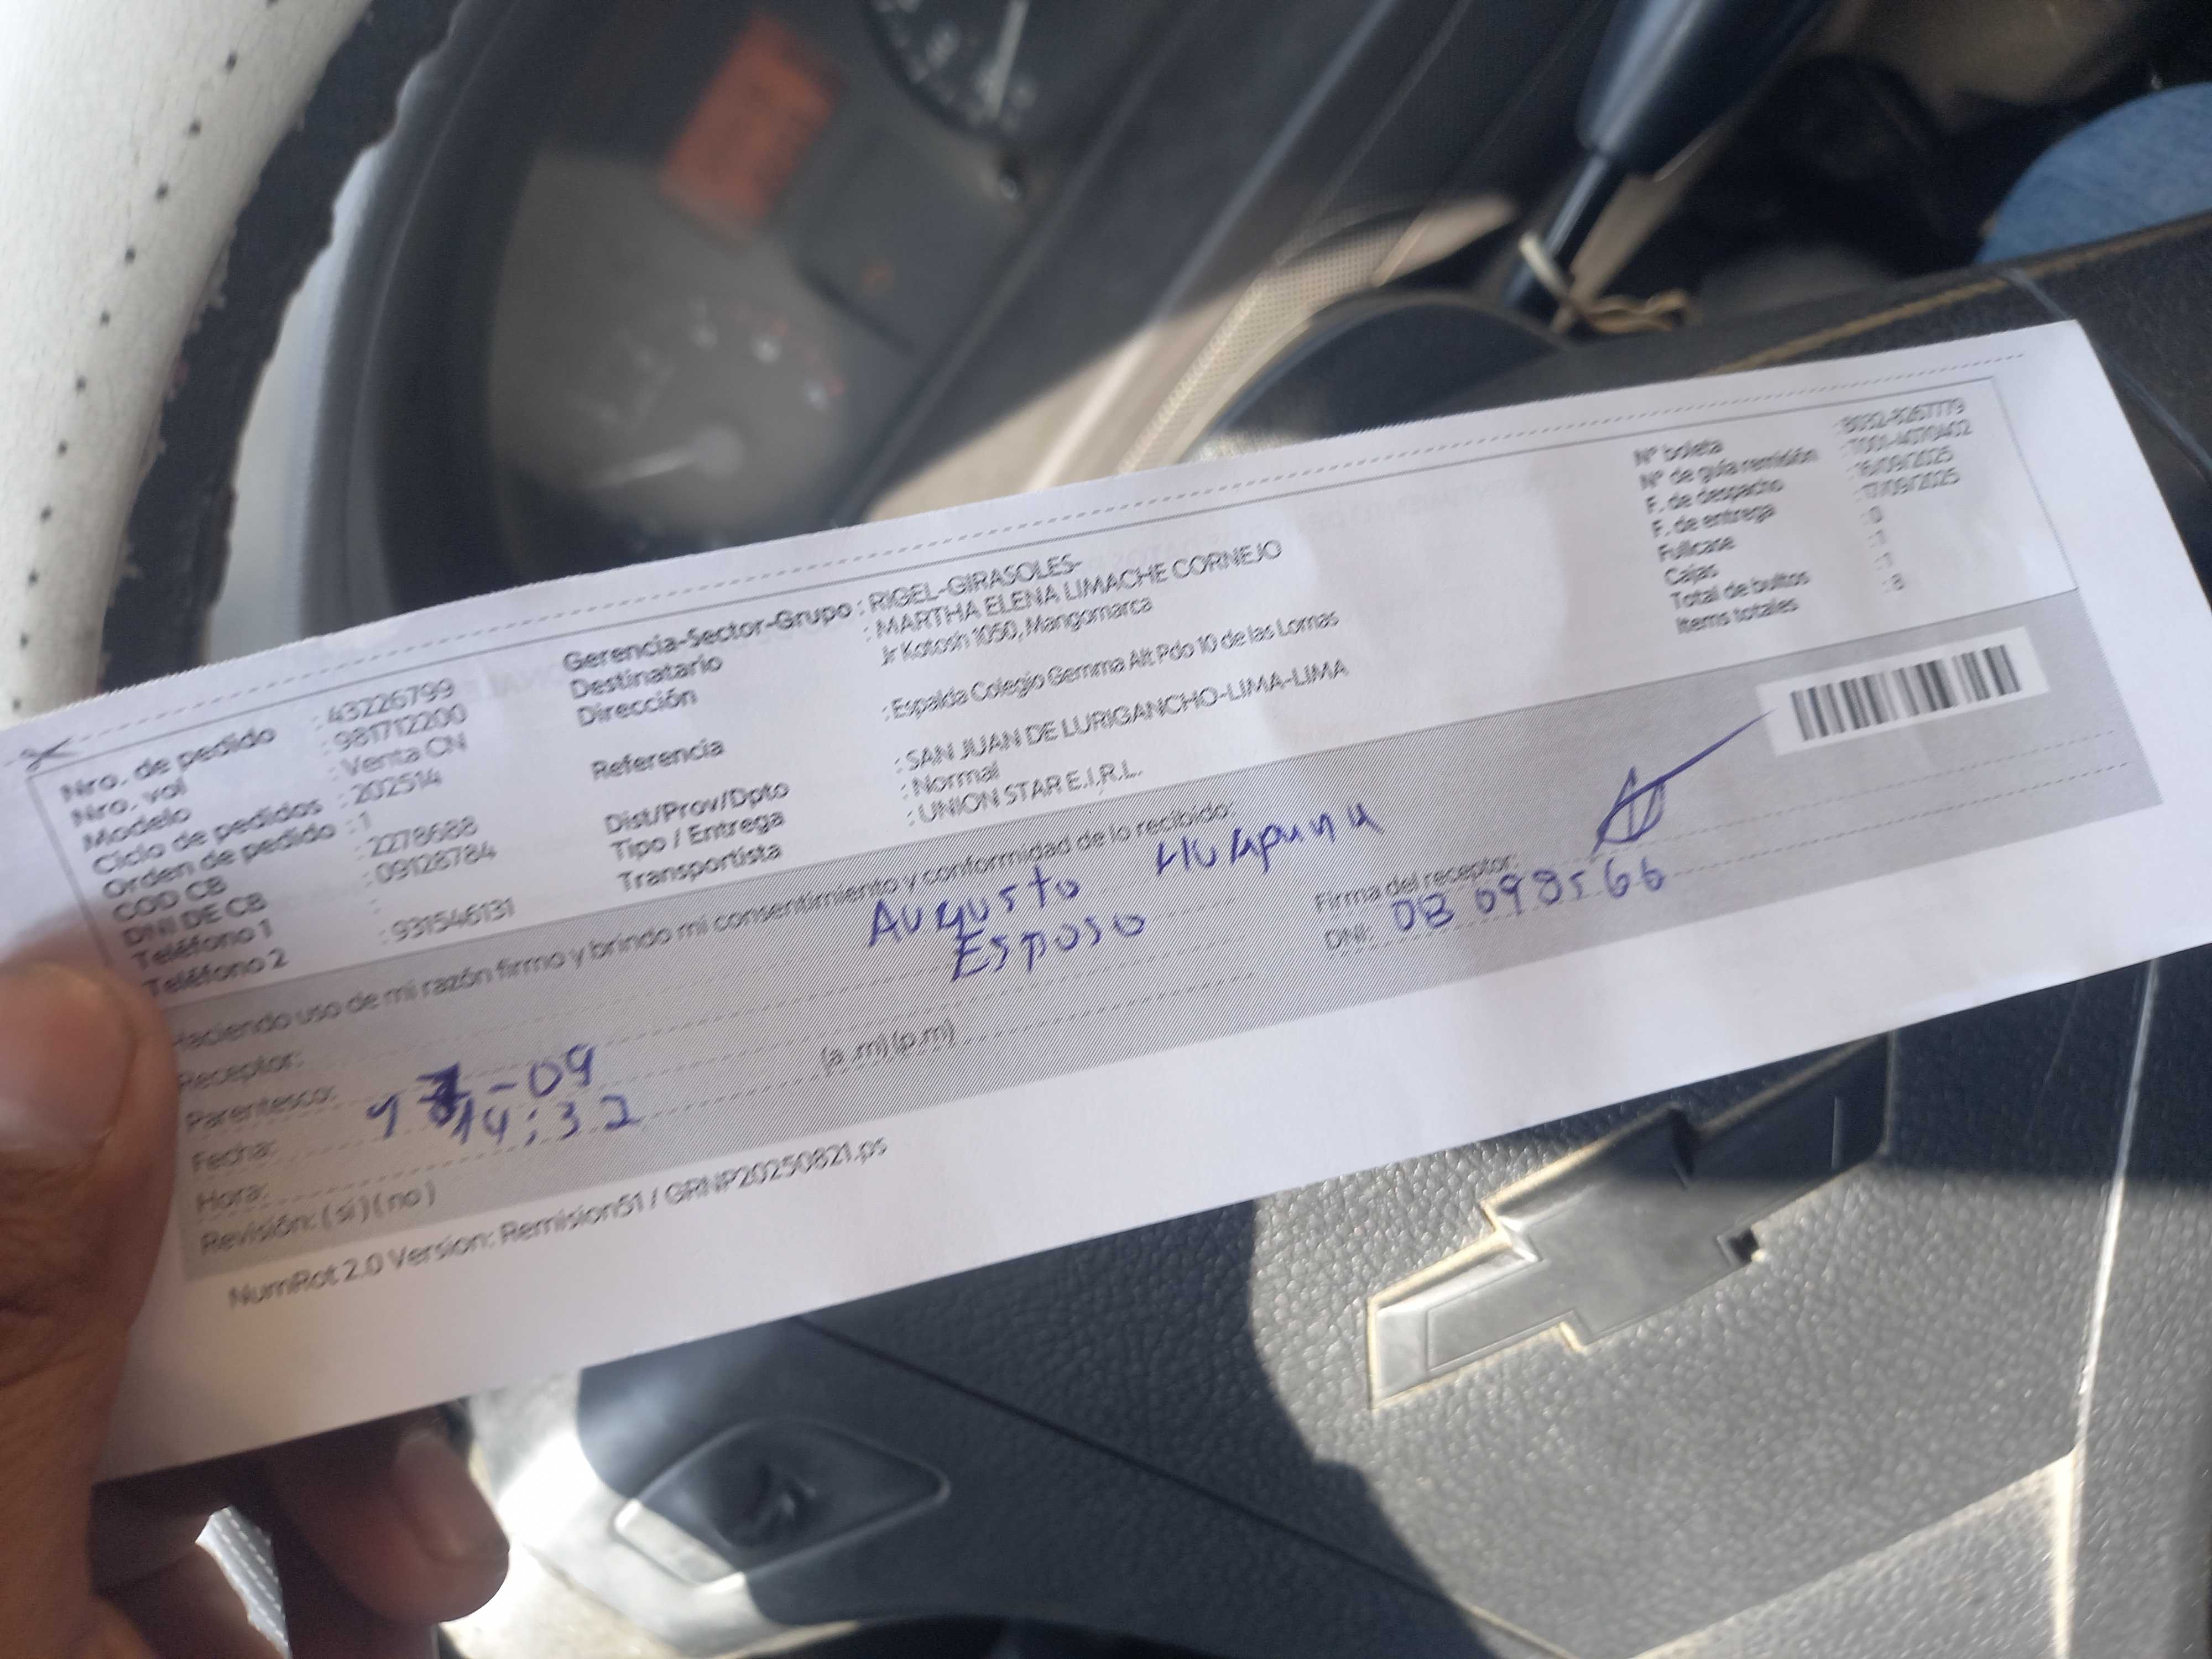 Nro. de pedido : 43226799
Nro. vol : 981712200
Modelo : Venta CN
Ciclo de pedidos : 202514
Orden de pedido : 1
COD CB : 2278688
DNI DE CB : 09128784
Teléfono 1 :
Teléfono 2 : 931546131
Gerencia-Sector-Grupo : RIGEL-GIRASOLES-
Destinatario : MARTHA ELENA LIMACHE CORNEJO
Dirección Jr Kotosh 1050, Mangomarca
Referencia : Espalda Colegio Gemma Alt Pdo 10 de las Lomas
Dist/Prov/Dpto : SAN JUAN DE LURIGANCHO-LIMA-LIMA
Tipo / Entrega : Normal
Transportista : UNION STAR E.I.R.L.
N° boleta : B032-8267779
N° de guía remisión : T001-4070402
F. de despacho : 16/09/2025
F. de entrega : 17/09/2025
Fullcase : 0
Cajas : 1
Total de bultos : 1
Items totales : 8
Haciendo uso de mi razón firmo y brindo mi consentimiento y conformidad de lo recibido:
Receptor: Augusto Huapuna
Parentesco: Esposo
Fecha: 17-09
Hora: 14:32 (a .m) (p.m)
Revisión: ( si ) ( no )
Firma del receptor:
DNI:
NumRot 2.0 Version: Remision51 / GRNP20250821.ps